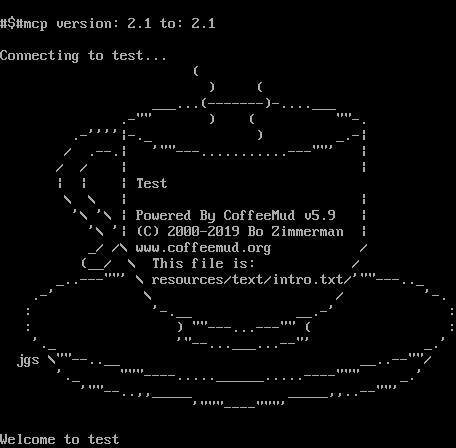 #$#mcp version: 2.1 to: 2.1
Connecting to test...
Test
Powered By CoffeeMud v5.9
(C) 2000-2019 Bo Zimmerman
www.coffeemud.org
This file is:
resources/text/intro.txt
jgs
Welcome to test